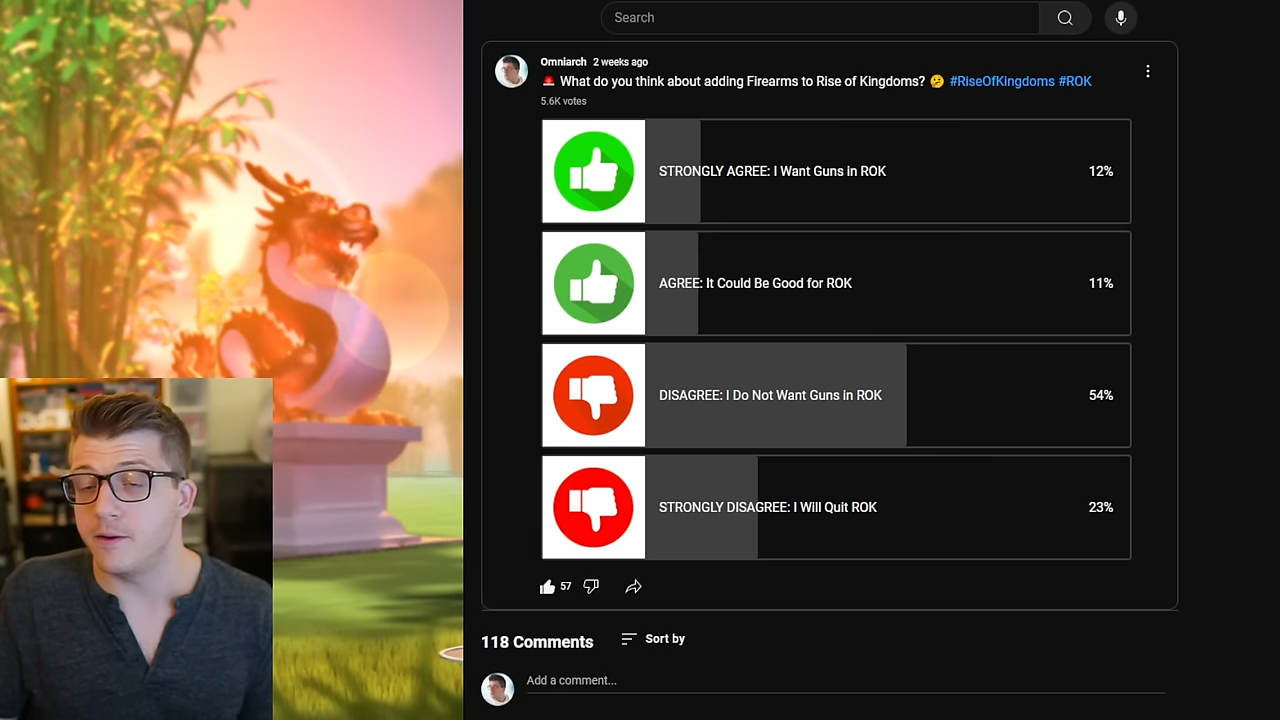 Search
Omniarch 2 weeks ago
🚨 What do you think about adding Firearms to Rise of Kingdoms? 🤔 #RiseOfKingdoms #ROK
5.6K votes
STRONGLY AGREE: I Want Guns in ROK 12%
AGREE: It Could Be Good for ROK 11%
DISAGREE: I Do Not Want Guns in ROK 54%
STRONGLY DISAGREE: I Will Quit ROK 23%
57
118 Comments Sort by
Add a comment...